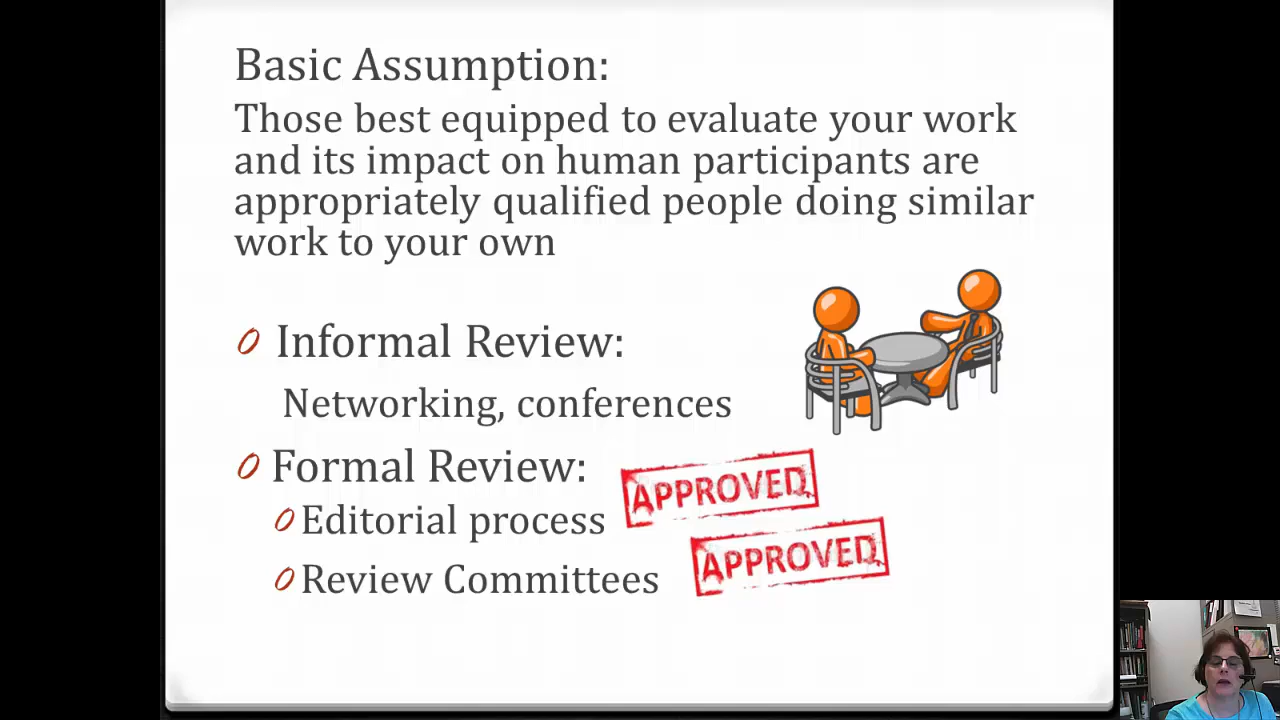 Basic Assumption:
Those best equipped to evaluate your work
and its impact on human participants are
appropriately qualified people doing similar
work to your own
Informal Review:
Networking, conferences
Formal Review:
APPROVED
Editorial process
APPROVED
Review Committees